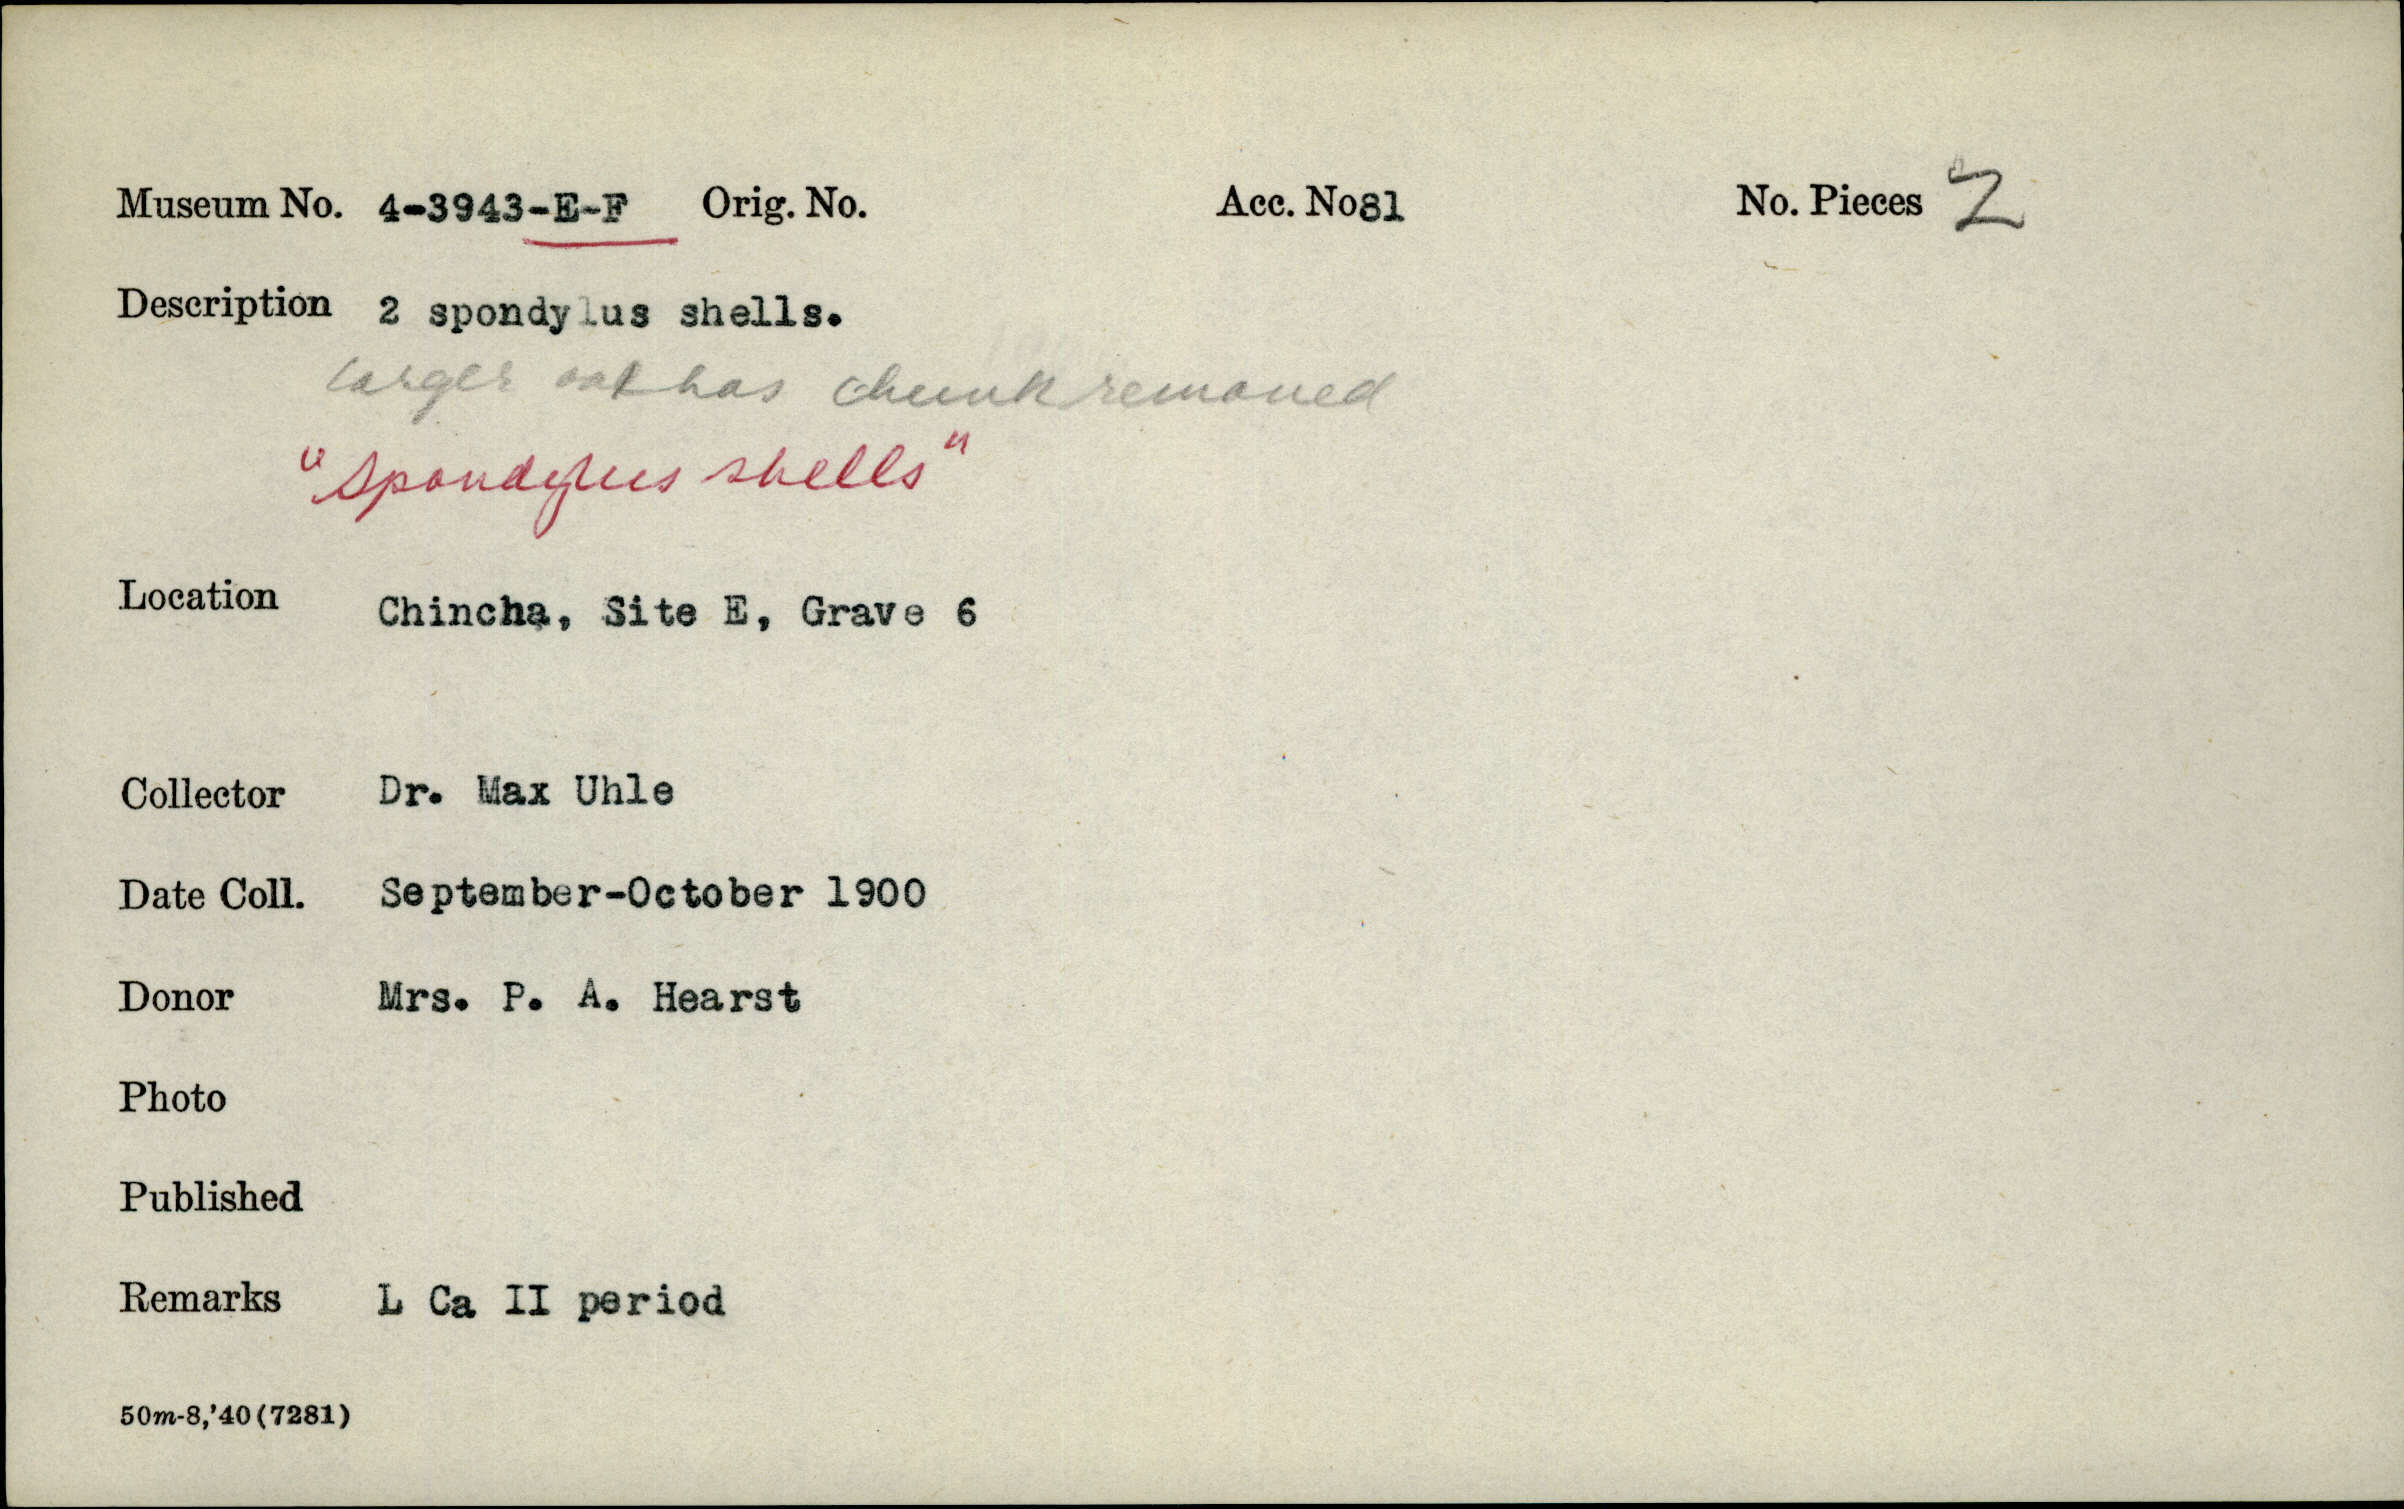 Museum No. 4-3943-E-F Orig. No. Acc. No81 No. Pieces 2
Description 2 spondylus shells.
larger one has chunk removed
"Spondylus shells"
Location Chincha, Site E, Grave 6
Collector Dr. Max Uhle
Date Coll. September-October 1900
Donor Mrs. P. A. Hearst
Photo
Published
Remarks L Ca II period
50m-8,'40(7281)